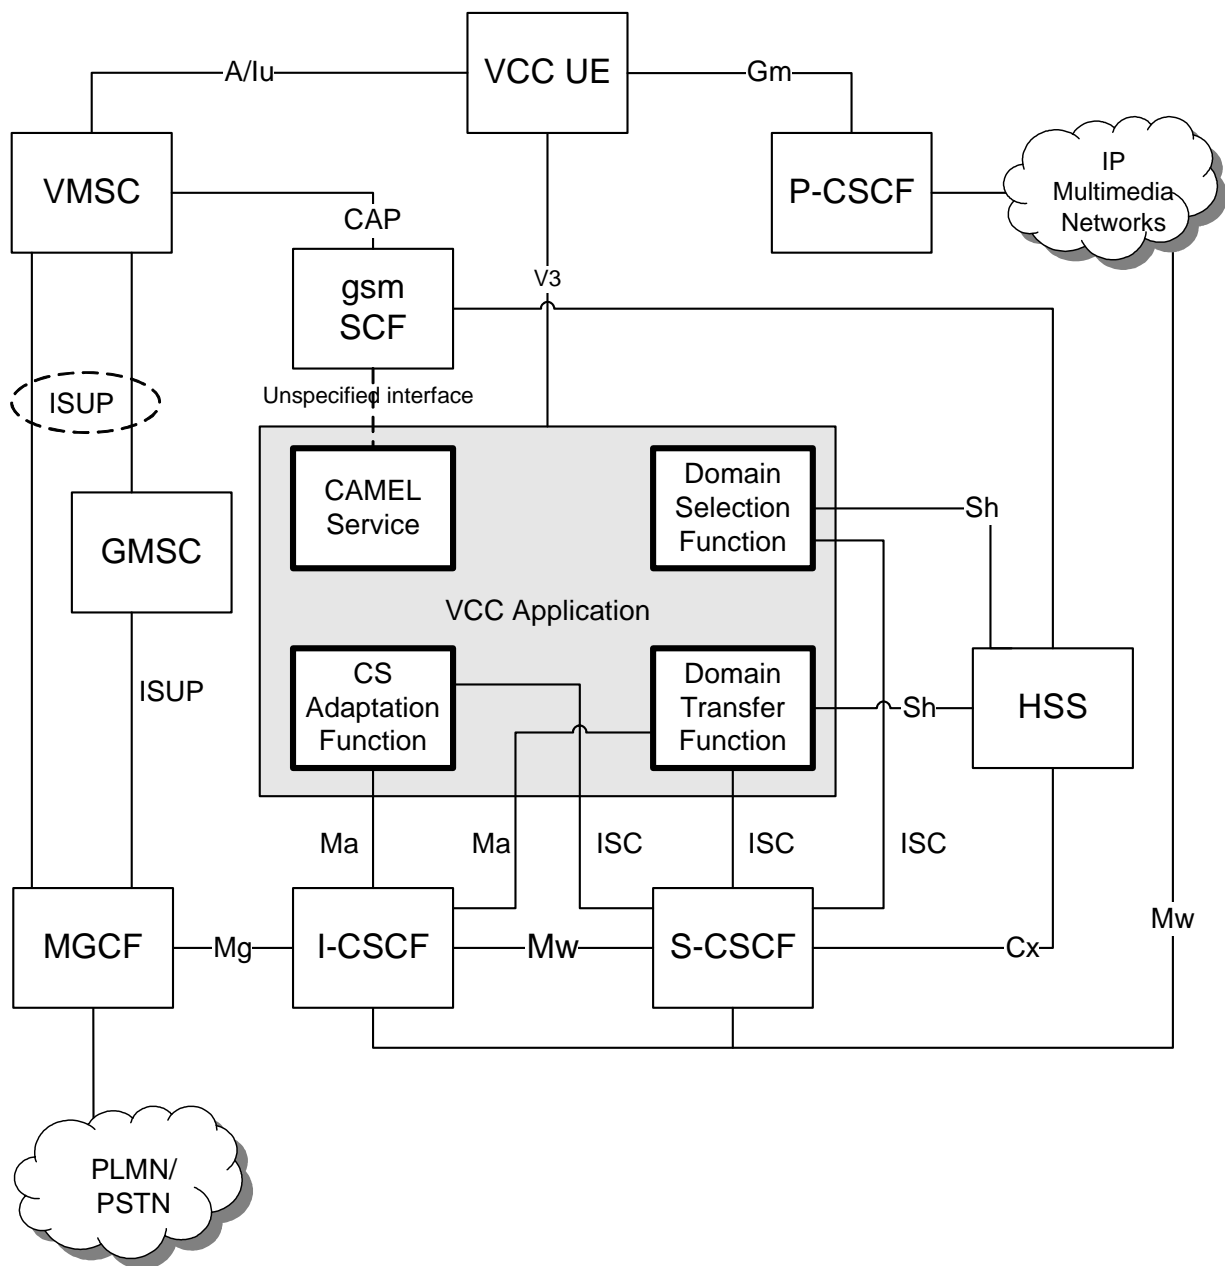 VCC UE
A/Iu
Gm
VMSC
P-CSCF
IP
Multimedia
Networks
CAP
gsm
SCF
V3
Unspecified interface
ISUP
CAMEL
Service
Domain
Selection
Function
Sh
GMSC
VCC Application
ISUP
CS
Adaptation
Function
Domain
Transfer
Function
Sh
HSS
Ma
Ma
ISC
ISC
ISC
MGCF
Mg
I-CSCF
Mw
S-CSCF
Cx
Mw
PLMN/
PSTN